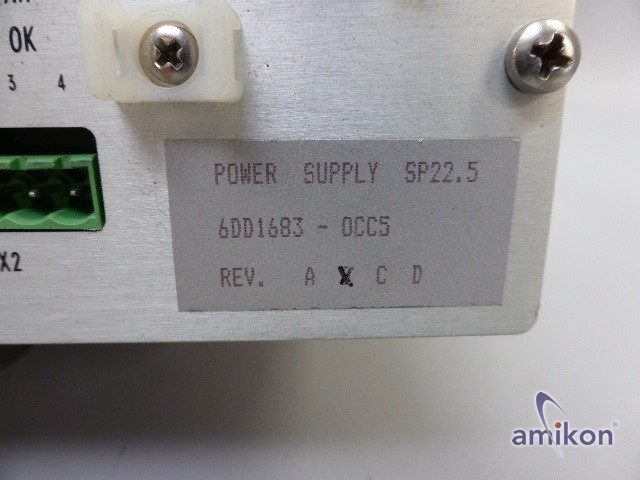 OK
3 4
X2
POWER SUPPLY SP22.5
6DD1683 - 0CC5
REV. A X C D
amikon